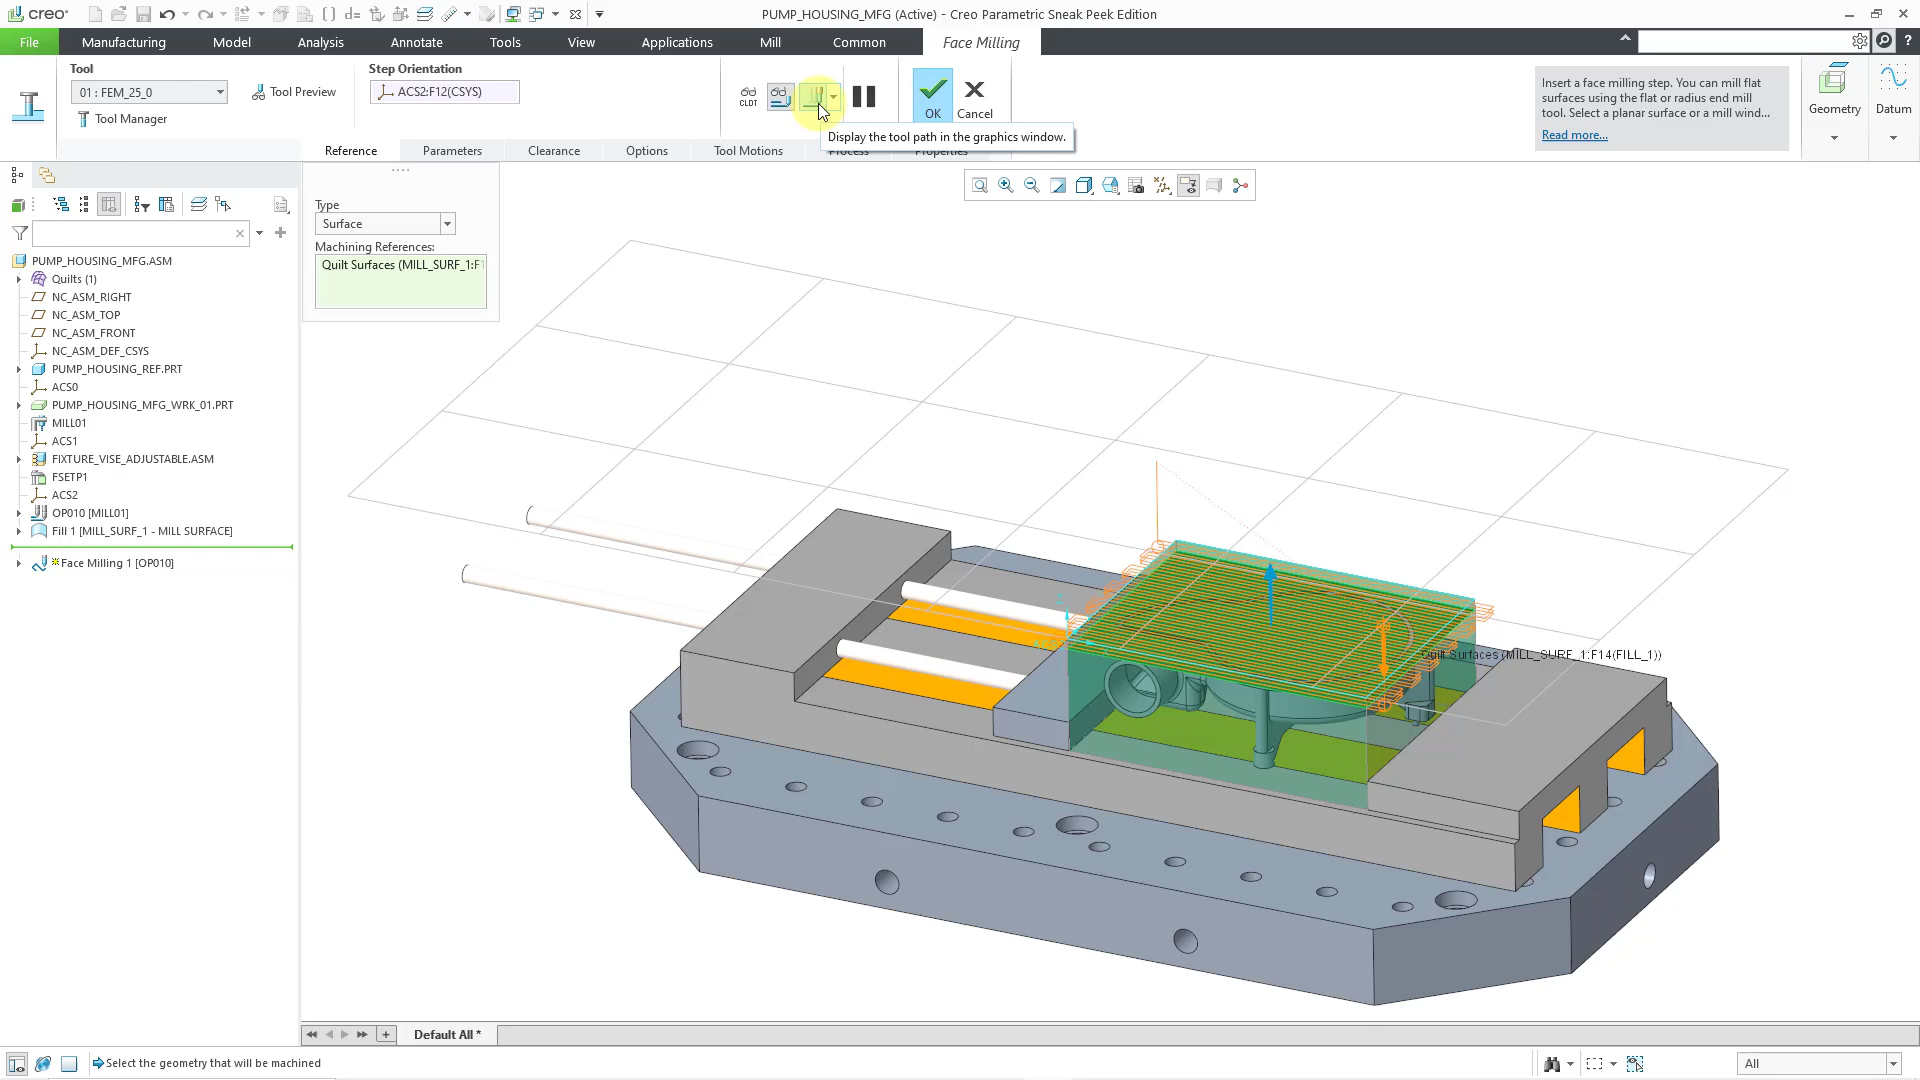 creo
PUMP_HOUSING_MFG (Active) - Creo Parametric Sneak Peek Edition
File
Manufacturing
Model
Analysis
Annotate
Tools
View
Applications
Mill
Common
Face Milling
Tool
01 : FEM_25_0
Tool Preview
Tool Manager
Step Orientation
ACS2:F12(CSYS)
CLDT
OK
Cancel
Display the tool path in the graphics window.
Insert a face milling step. You can mill flat
surfaces using the flat or radius end mill
tool. Select a planar surface or a mill wind...
Read more...
Geometry
Datum
Reference
Parameters
Clearance
Options
Tool Motions
Process
Properties
Type
Surface
Machining References:
Quilt Surfaces (MILL_SURF_1:F1
PUMP_HOUSING_MFG.ASM
Quilts (1)
NC_ASM_RIGHT
NC_ASM_TOP
NC_ASM_FRONT
NC_ASM_DEF_CSYS
PUMP_HOUSING_REF.PRT
ACS0
PUMP_HOUSING_MFG_WRK_01.PRT
MILL01
ACS1
FIXTURE_VISE_ADJUSTABLE.ASM
FSETP1
ACS2
OP010 [MILL01]
Fill 1 [MILL_SURF_1 - MILL SURFACE]
Face Milling 1 [OP010]
Quilt Surfaces (MILL_SURF_1:F14(FILL_1))
Default All *
Select the geometry that will be machined
All